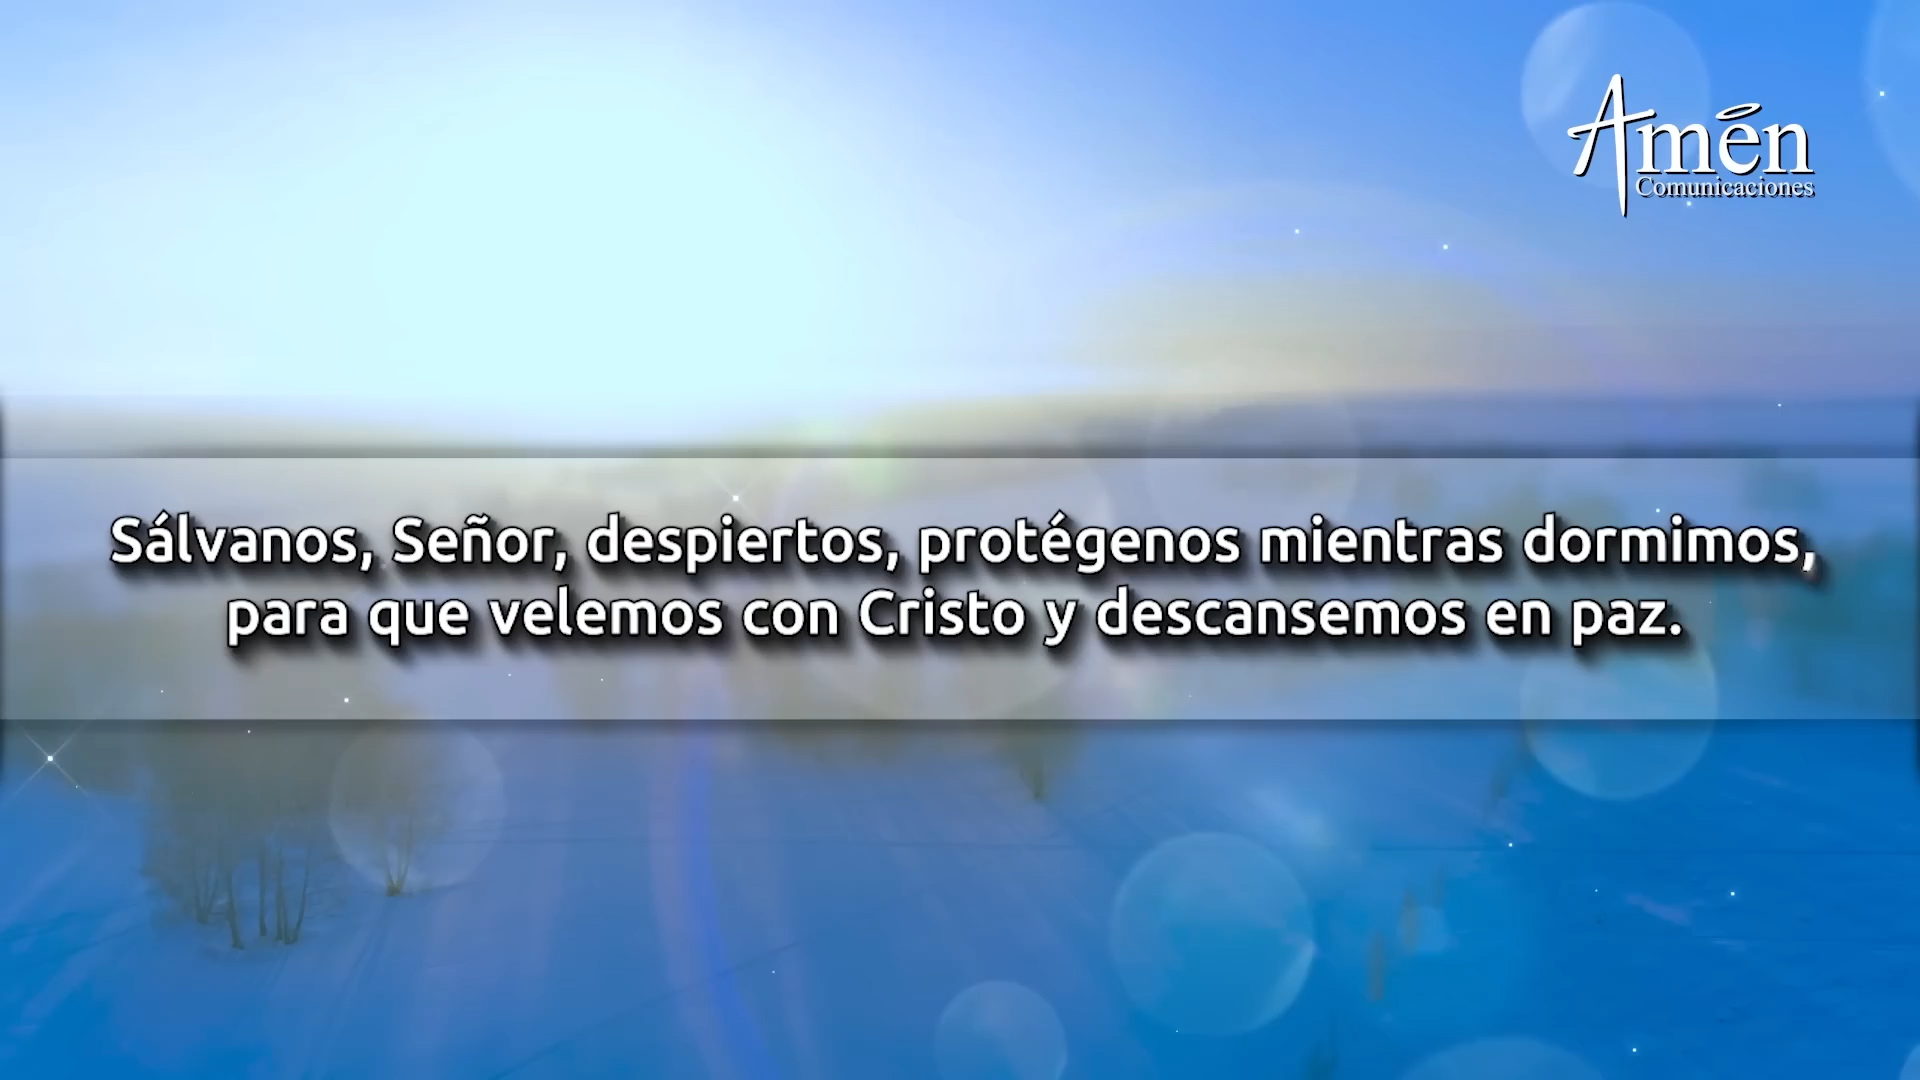 Amén
Comunicaciones
Sálvanos, Señor, despiertos, protégenos mientras dormimos,
para que velemos con Cristo y descansemos en paz.